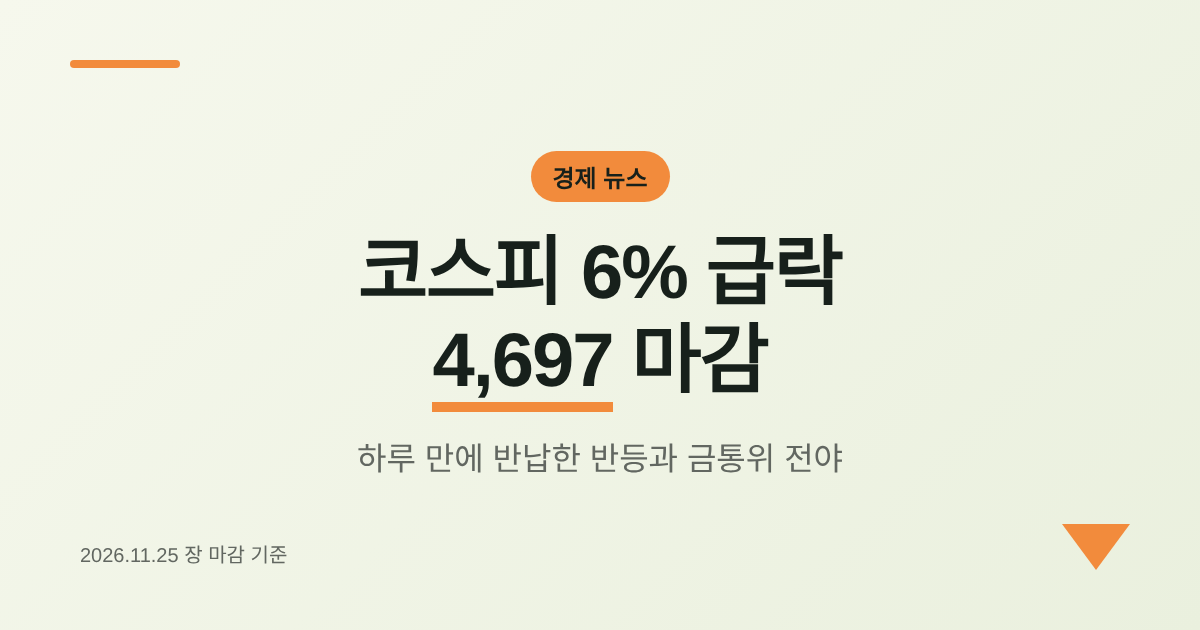 경제 뉴스
코스피 6% 급락
4,697 마감
하루 만에 반납한 반등과 금통위 전야
2026.11.25 장 마감 기준